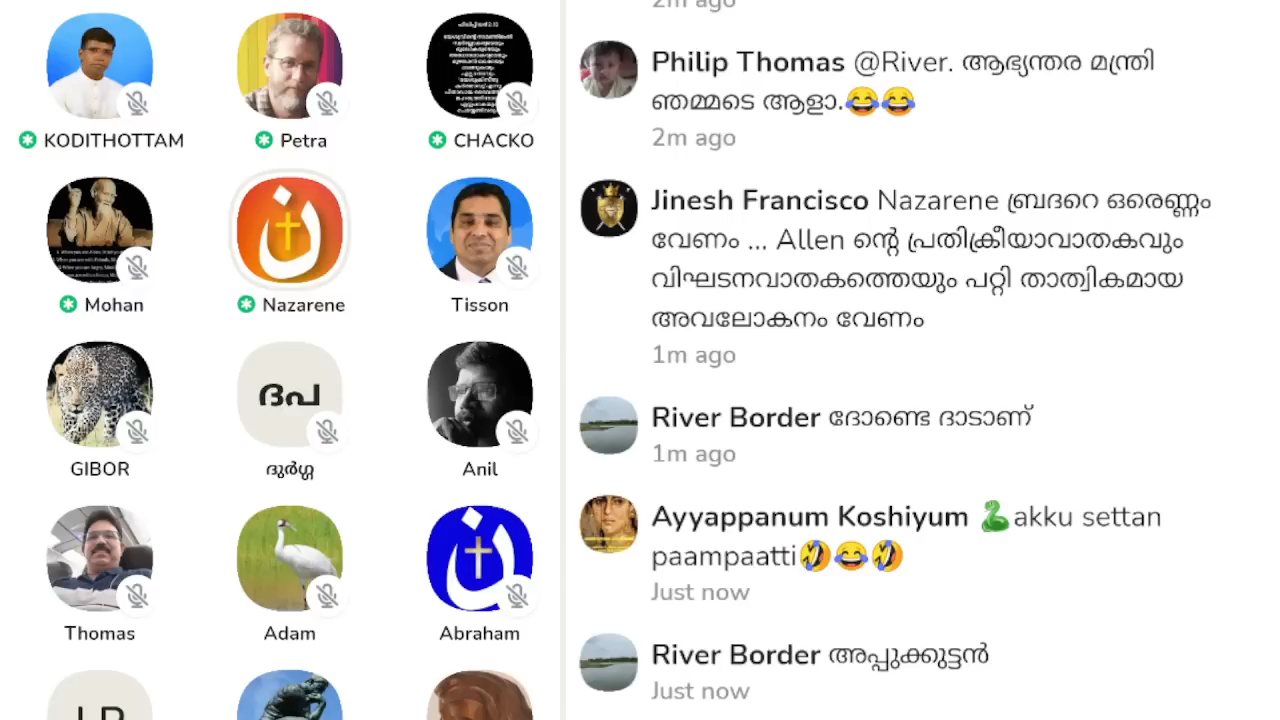 KODITHOTTAM
Petra
CHACKO
Mohan
Nazarene
Tisson
GIBOR
ദപ
ദുർഗ്ഗ
Anil
Thomas
Adam
Abraham
2m ago
Philip Thomas @River. ആഭ്യന്തര മന്ത്രി
ഞമ്മടെ ആളാ.😂😂
2m ago
Jinesh Francisco Nazarene ബ്രദറെ ഒരെണ്ണം
വേണം ... Allen ന്റെ പ്രതിക്രീയാവാതകവും
വിഘടനവാതകത്തെയും പറ്റി താത്വികമായ
അവലോകനം വേണം
1m ago
River Border ദോണ്ടെ ദാടാണ്
1m ago
Ayyappanum Koshiyum 🐍akku settan
paampaatti🤣😂🤣
Just now
River Border അപ്പുക്കുട്ടൻ
Just now